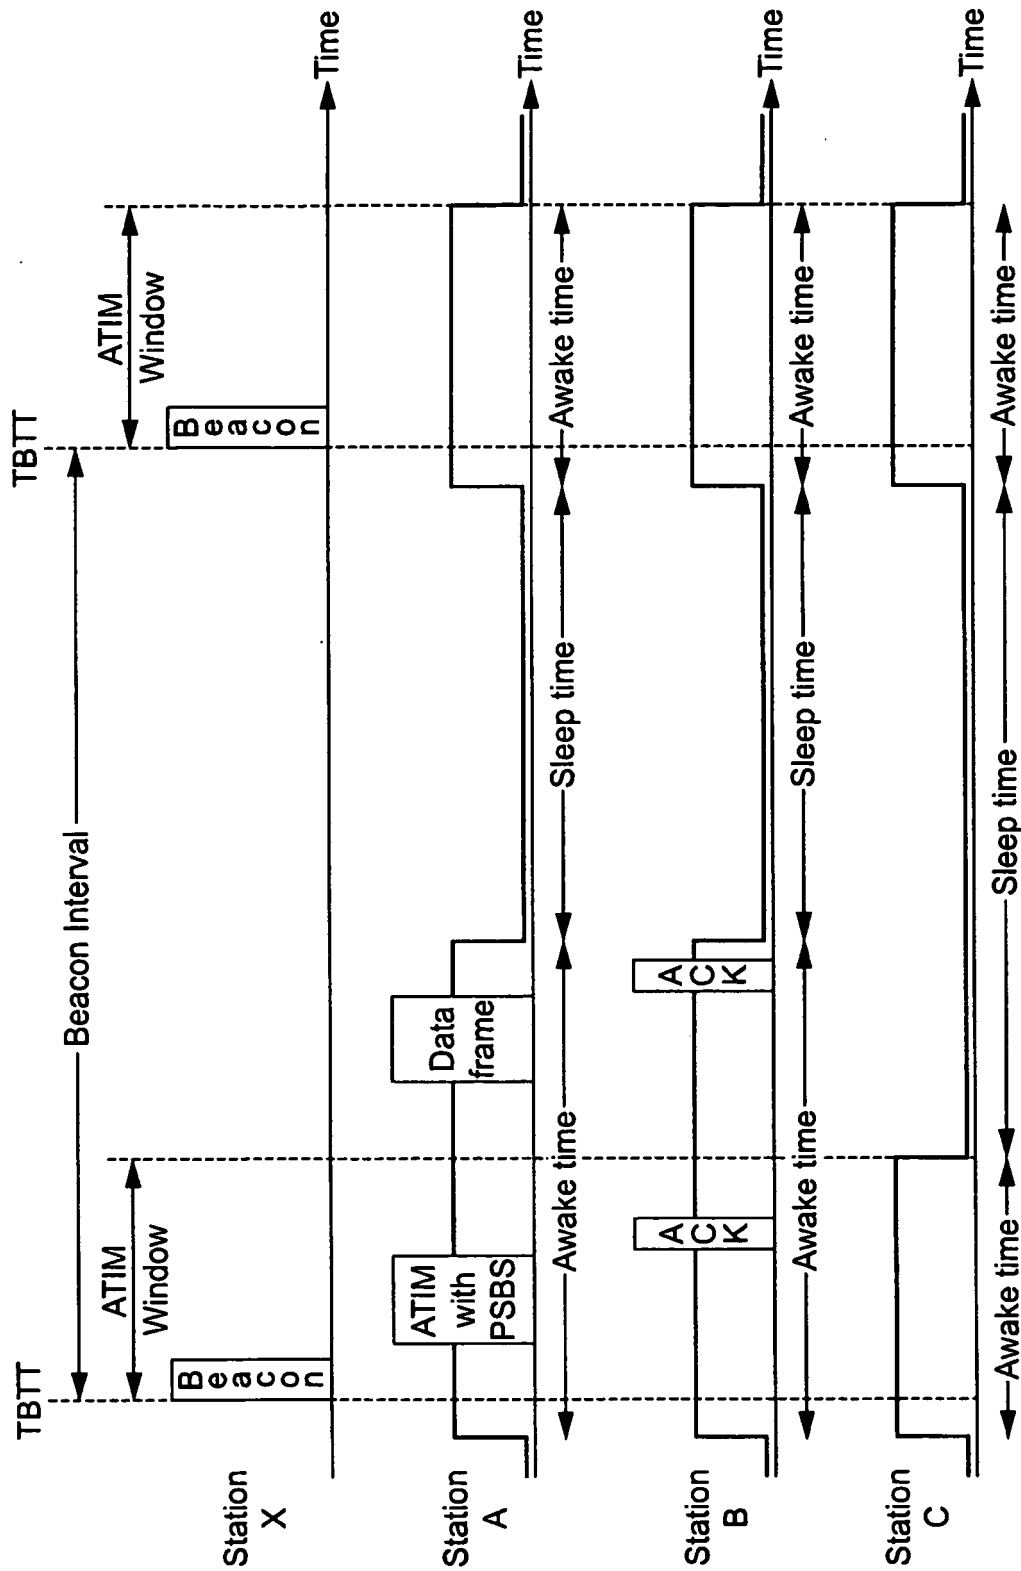 TBTT
TBTT
Beacon Interval
ATIM
Window
ATIM
Window
Station
X
Beacon
Beacon
Time
Station
A
ATIM
with
PSBS
Data
frame
Time
Awake time
Sleep time
Awake time
Station
B
ACK
ACK
Time
Awake time
Sleep time
Awake time
Station
C
Time
Awake time
Sleep time
Awake time